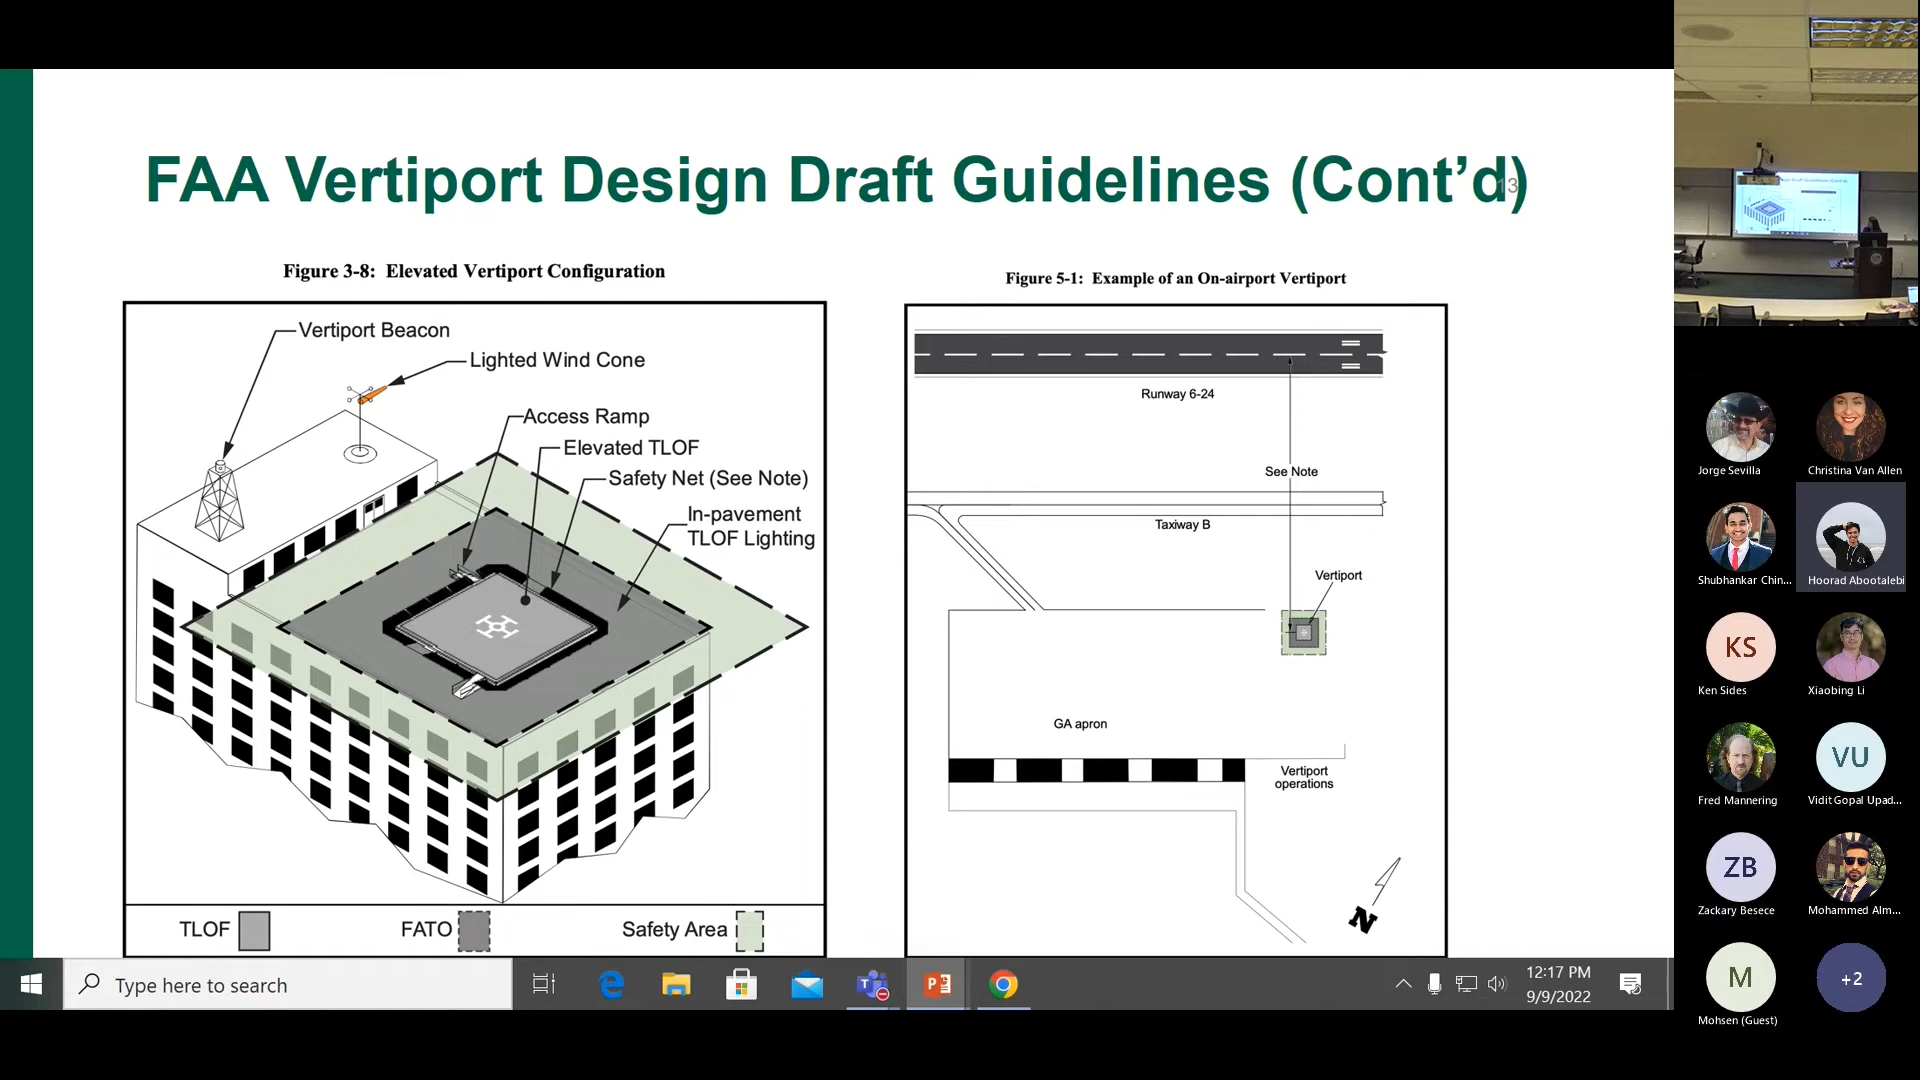 FAA Vertiport Design Draft Guidelines (Cont’d)
13
Figure 3-8: Elevated Vertiport Configuration
Vertiport Beacon
Lighted Wind Cone
Access Ramp
Elevated TLOF
Safety Net (See Note)
In-pavement
TLOF Lighting
TLOF
FATO
Safety Area
Figure 5-1: Example of an On-airport Vertiport
Runway 6-24
See Note
Taxiway B
Vertiport
GA apron
Vertiport
operations
N
Type here to search
12:17 PM
9/9/2022
Jorge Sevilla
Christina Van Allen
Shubhankar Chin...
Hoorad Abootalebi
KS
Ken Sides
Xiaobing Li
Fred Mannering
VU
Vidit Gopal Upad...
ZB
Zackary Besece
Mohammed Alm...
M
Mohsen (Guest)
+2